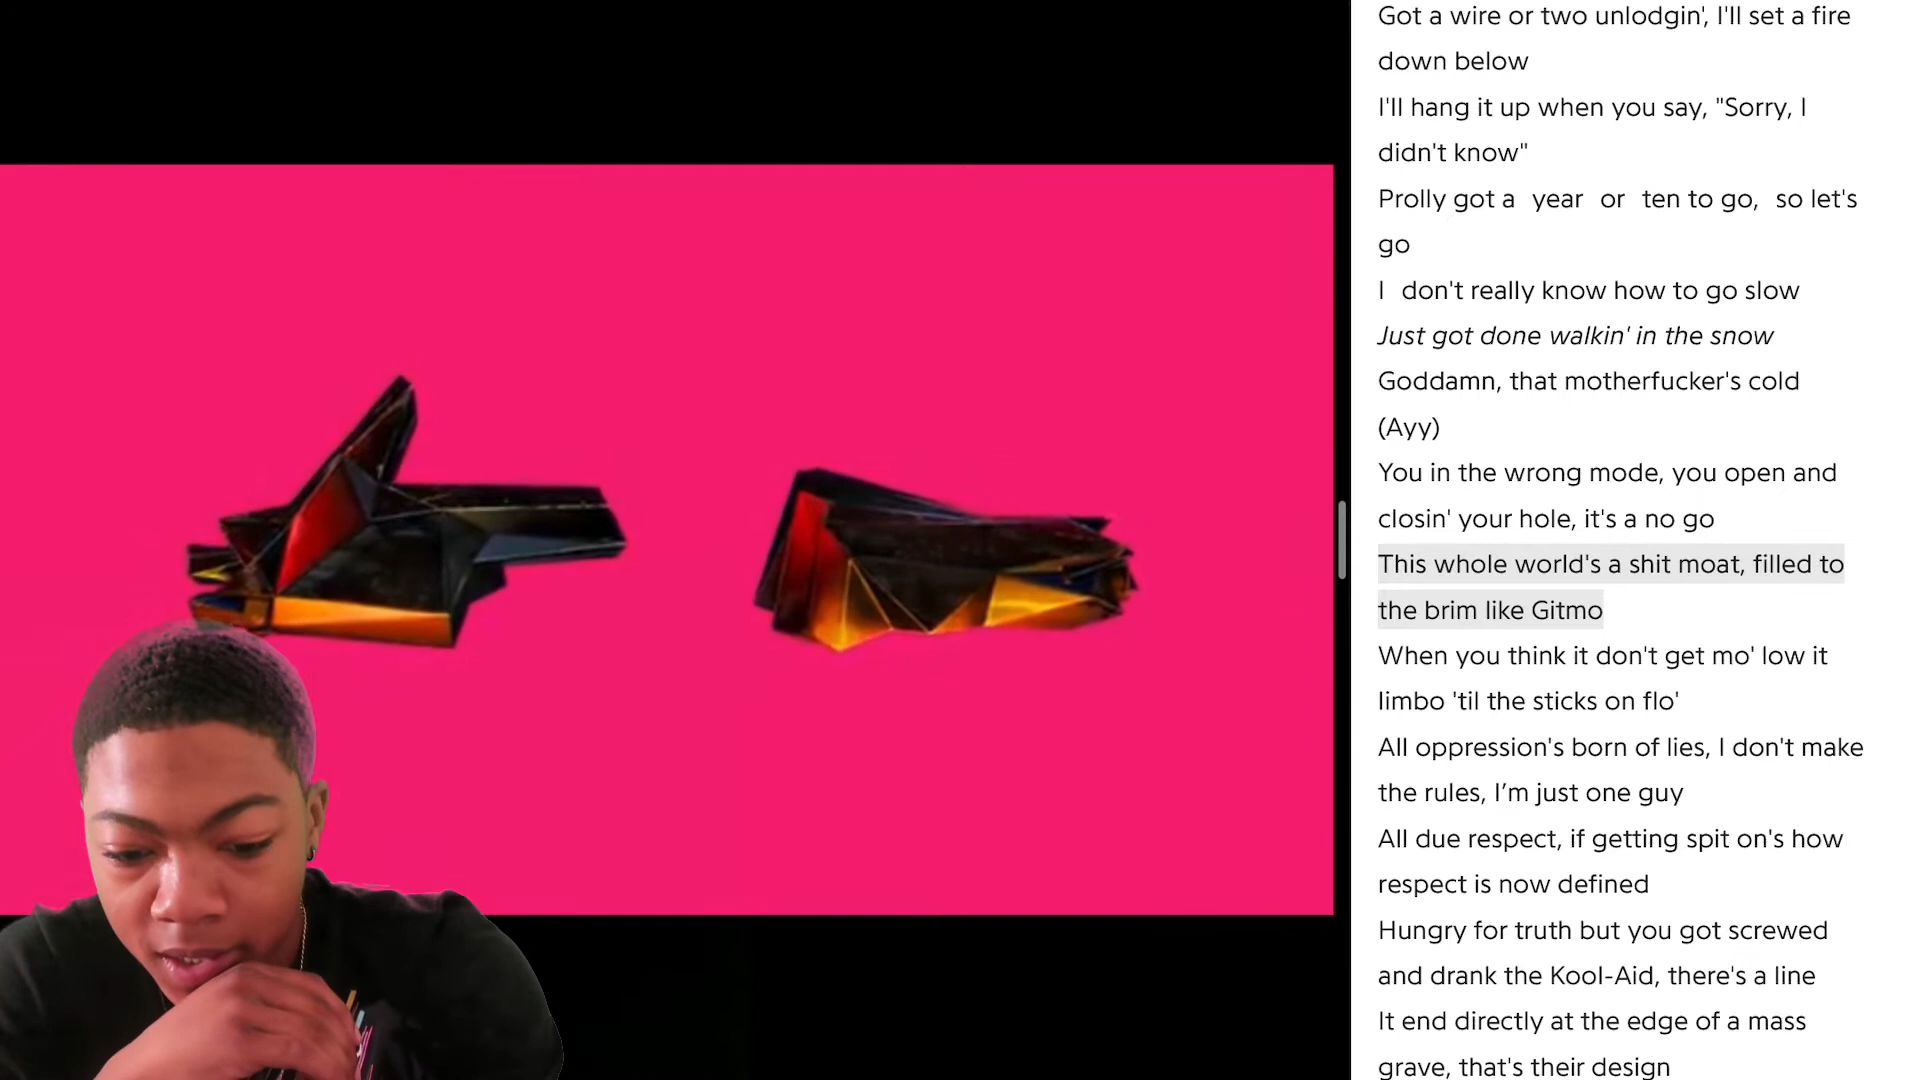 Got a wire or two unlodgin', I'll set a fire
down below
I'll hang it up when you say, "Sorry, I
didn't know"
Prolly got a year or ten to go, so let's
go
I don't really know how to go slow
Just got done walkin' in the snow
Goddamn, that motherfucker's cold
(Ayy)
You in the wrong mode, you open and
closin' your hole, it's a no go
This whole world's a shit moat, filled to
the brim like Gitmo
When you think it don't get mo' low it
limbo 'til the sticks on flo'
All oppression's born of lies, I don't make
the rules, I’m just one guy
All due respect, if getting spit on's how
respect is now defined
Hungry for truth but you got screwed
and drank the Kool-Aid, there's a line
It end directly at the edge of a mass
grave, that's their design